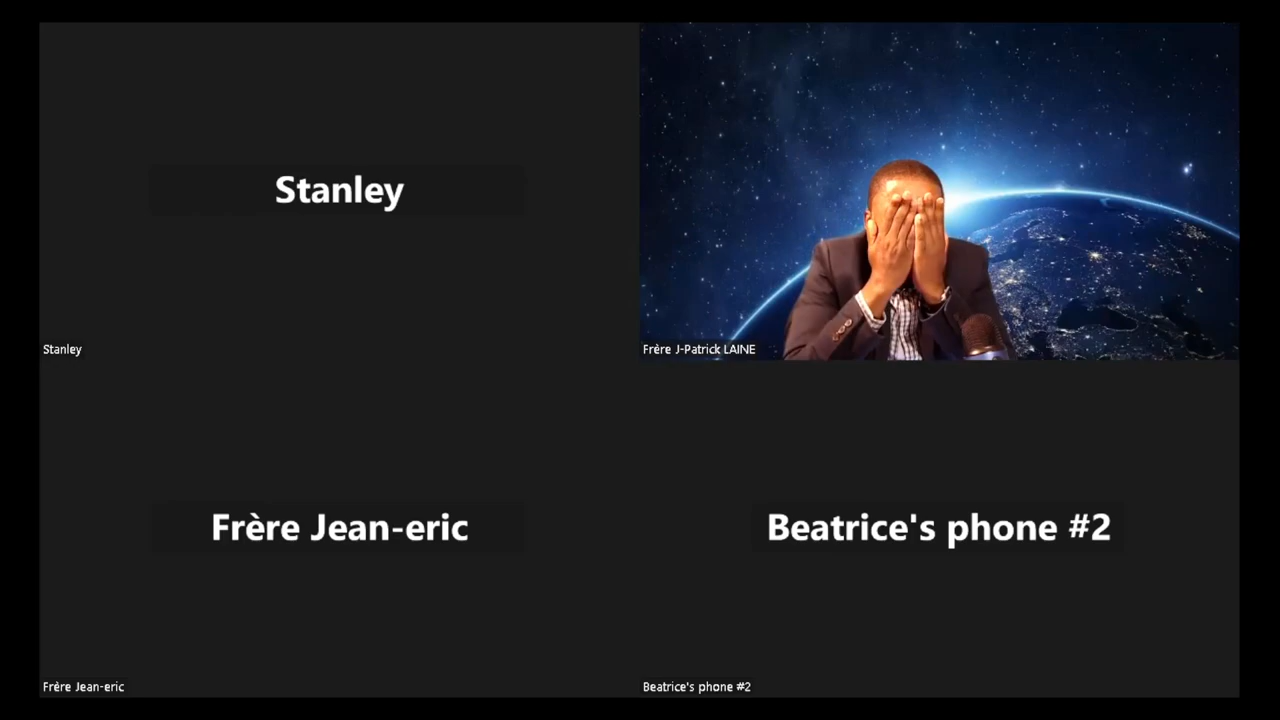 Stanley
Stanley
Frère J-Patrick LAINE
Frère Jean-eric
Beatrice's phone #2
Frère Jean-eric
Beatrice's phone #2